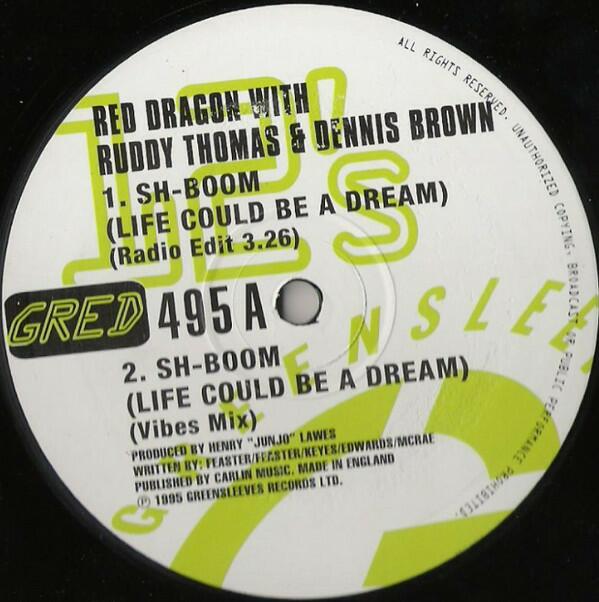 RED DRAGON WITH
RUDDY THOMAS & DENNIS BROWN
1. SH-BOOM
(LIFE COULD BE A DREAM)
(Radio Edit 3.26)
GRED 495 A
2. SH-BOOM
(LIFE COULD BE A DREAM)
(Vibes Mix)
PRODUCED BY HENRY "JUNJO" LAWES
WRITTEN BY: FEASTER/FEASTER/KEYES/EDWARDS/MCRAE
PUBLISHED BY CARLIN MUSIC. MADE IN ENGLAND
℗ 1995 GREENSLEEVES RECORDS LTD.
ALL RIGHTS RESERVED. UNAUTHORIZED COPYING, BROADCAST OR PUBLIC PERFORMANCE PROHIBITED.
12's